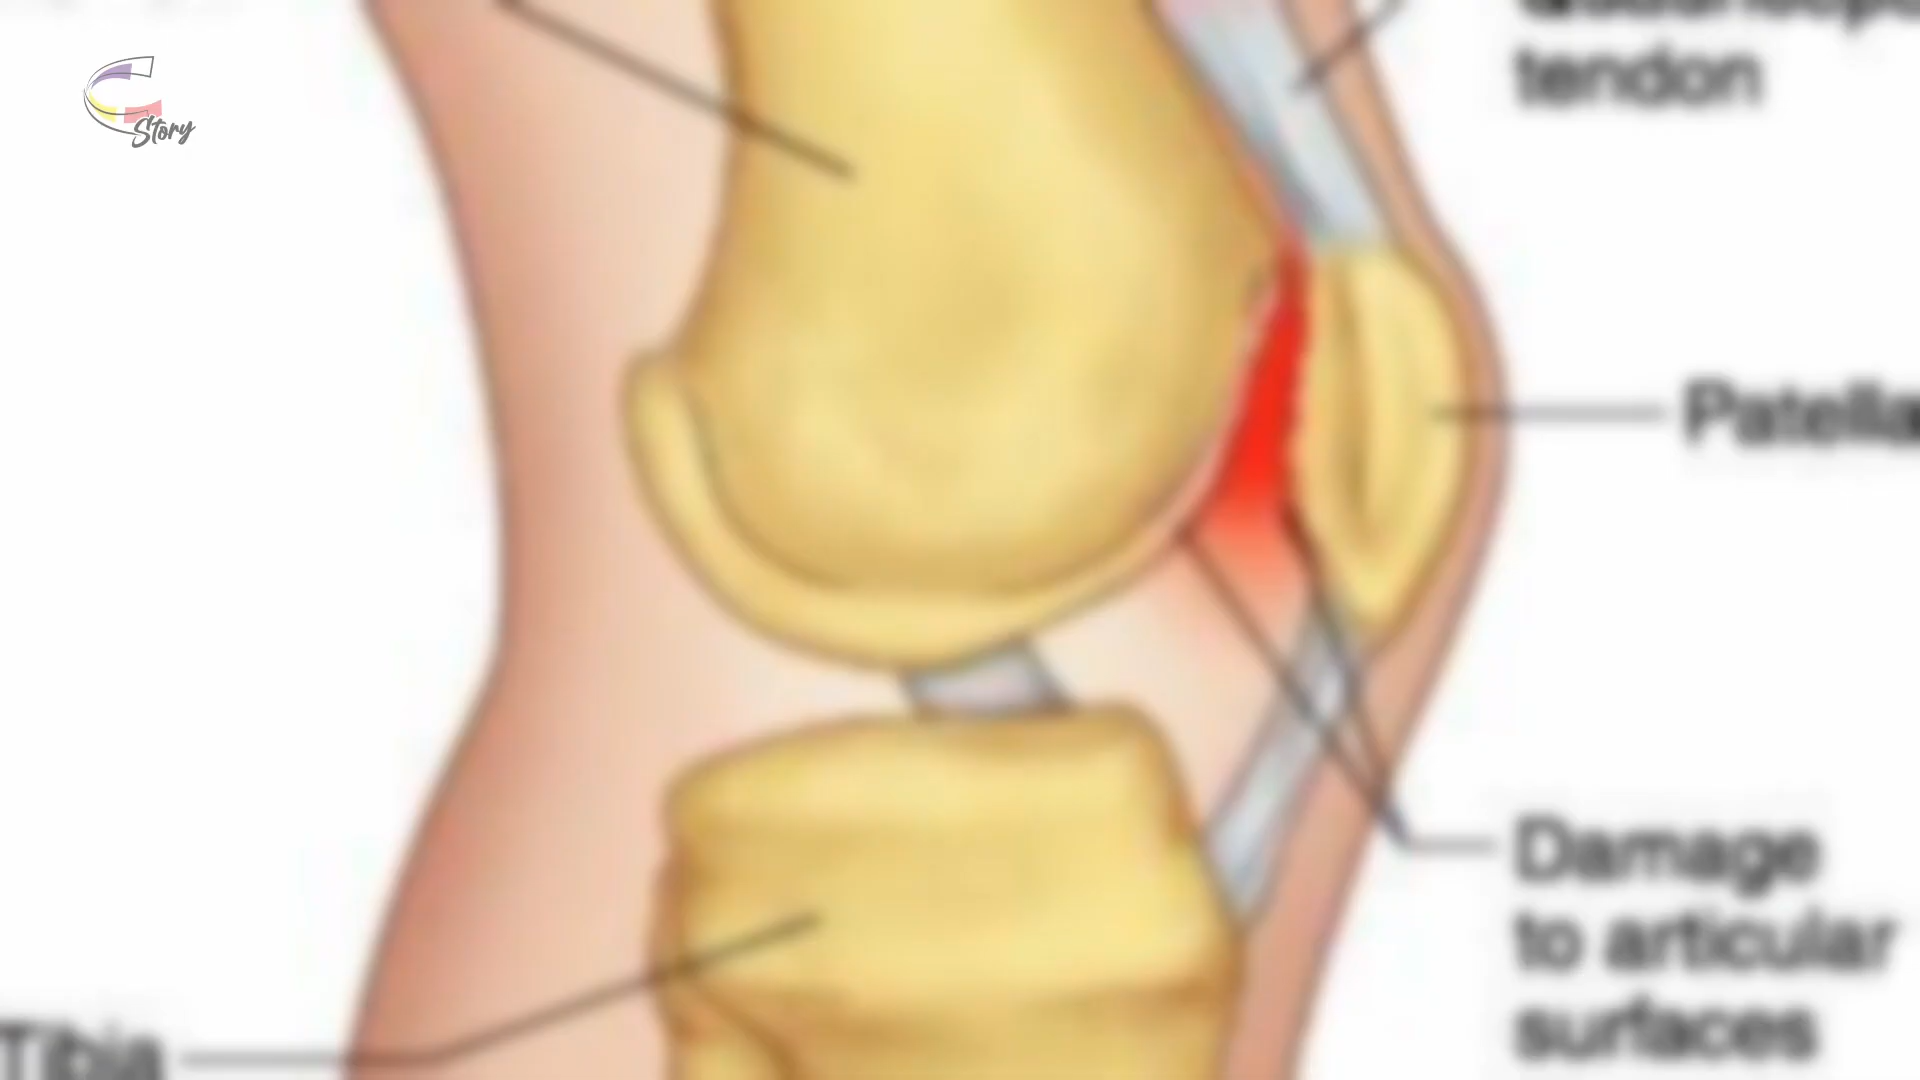 Story
tendon
Patella
Damage
to articular
surfaces
Tibia